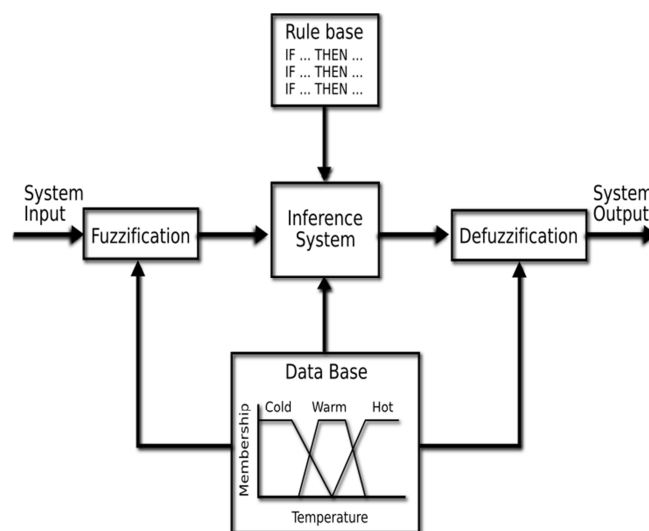 Rule base
IF ... THEN ...
IF ... THEN ...
IF ... THEN ...
System
Input
Fuzzification
Inference
System
Defuzzification
System
Output
Data Base
Cold Warm Hot
Membership
Temperature